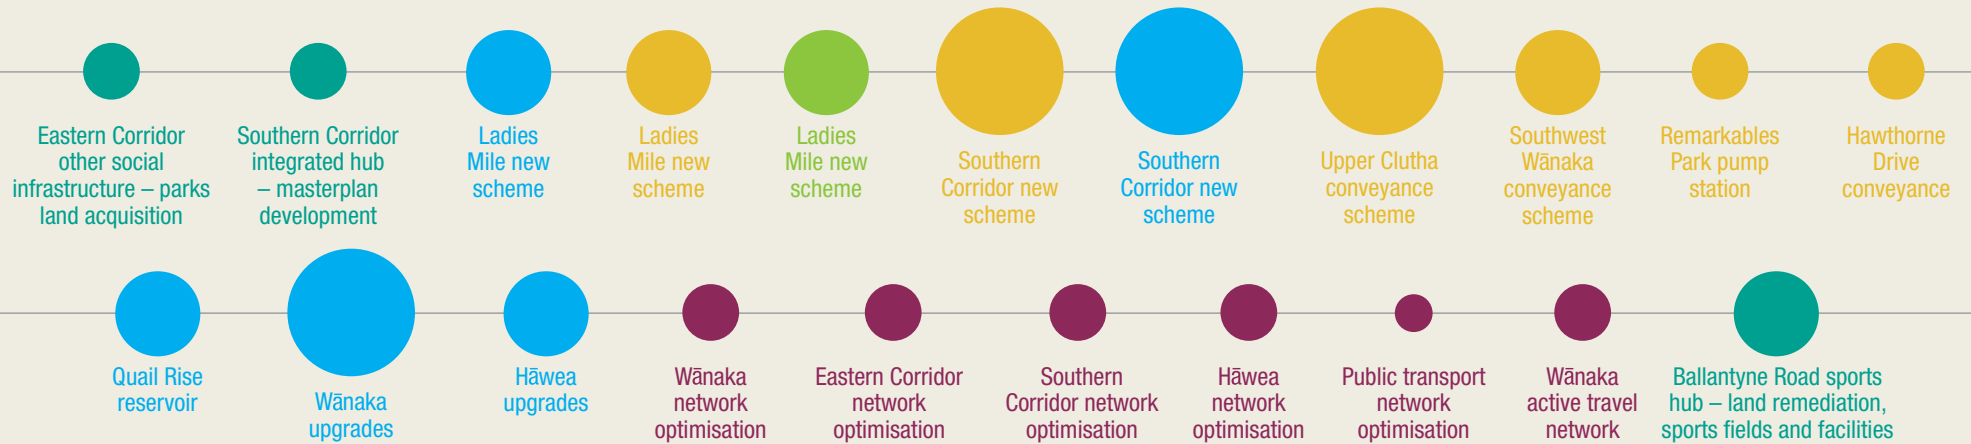 Eastern Corridor
other social
infrastructure – parks
land acquisition
Southern Corridor
integrated hub
– masterplan
development
Ladies
Mile new
scheme
Ladies
Mile new
scheme
Ladies
Mile new
scheme
Southern
Corridor new
scheme
Southern
Corridor new
scheme
Upper Clutha
conveyance
scheme
Southwest
Wānaka
conveyance
scheme
Remarkables
Park pump
station
Hawthorne
Drive
conveyance
Quail Rise
reservoir
Wānaka
upgrades
Hāwea
upgrades
Wānaka
network
optimisation
Eastern Corridor
network
optimisation
Southern
Corridor network
optimisation
Hāwea
network
optimisation
Public transport
network
optimisation
Wānaka
active travel
network
Ballantyne Road sports
hub – land remediation,
sports fields and facilities